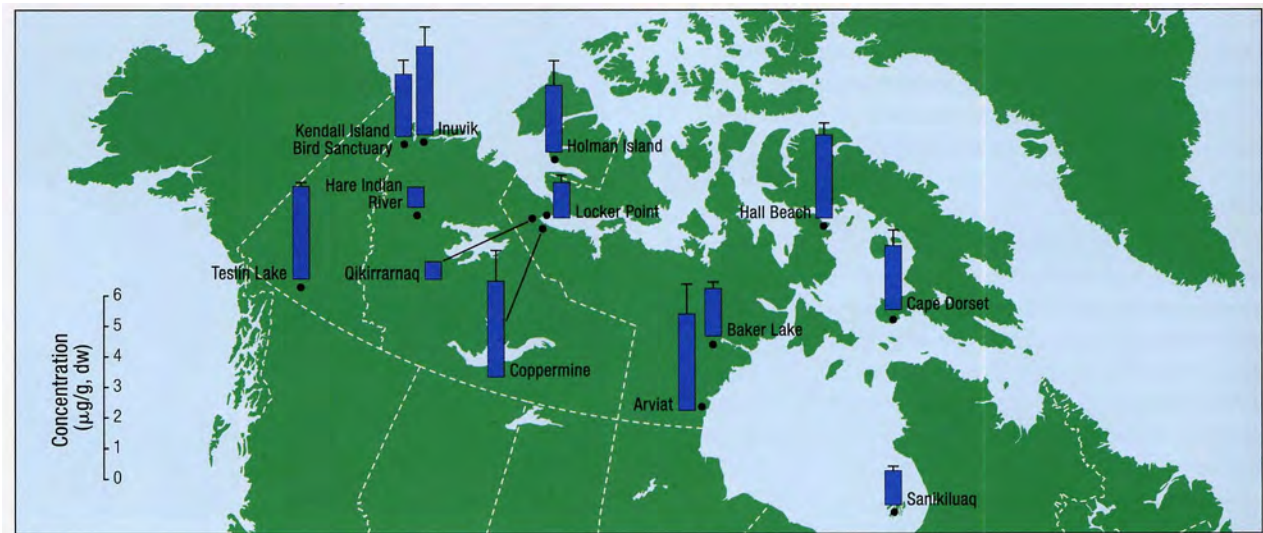 Kendall Island
Bird Sanctuary
Inuvik
Holman Island
Hare Indian
River
Locker Point
Hall Beach
Teslin Lake
Qikirrarnaq
Cape Dorset
Baker Lake
Coppermine
Arviat
Sanikiluaq
Concentration
(µg/g, dw)
6
5
4
3
2
1
0